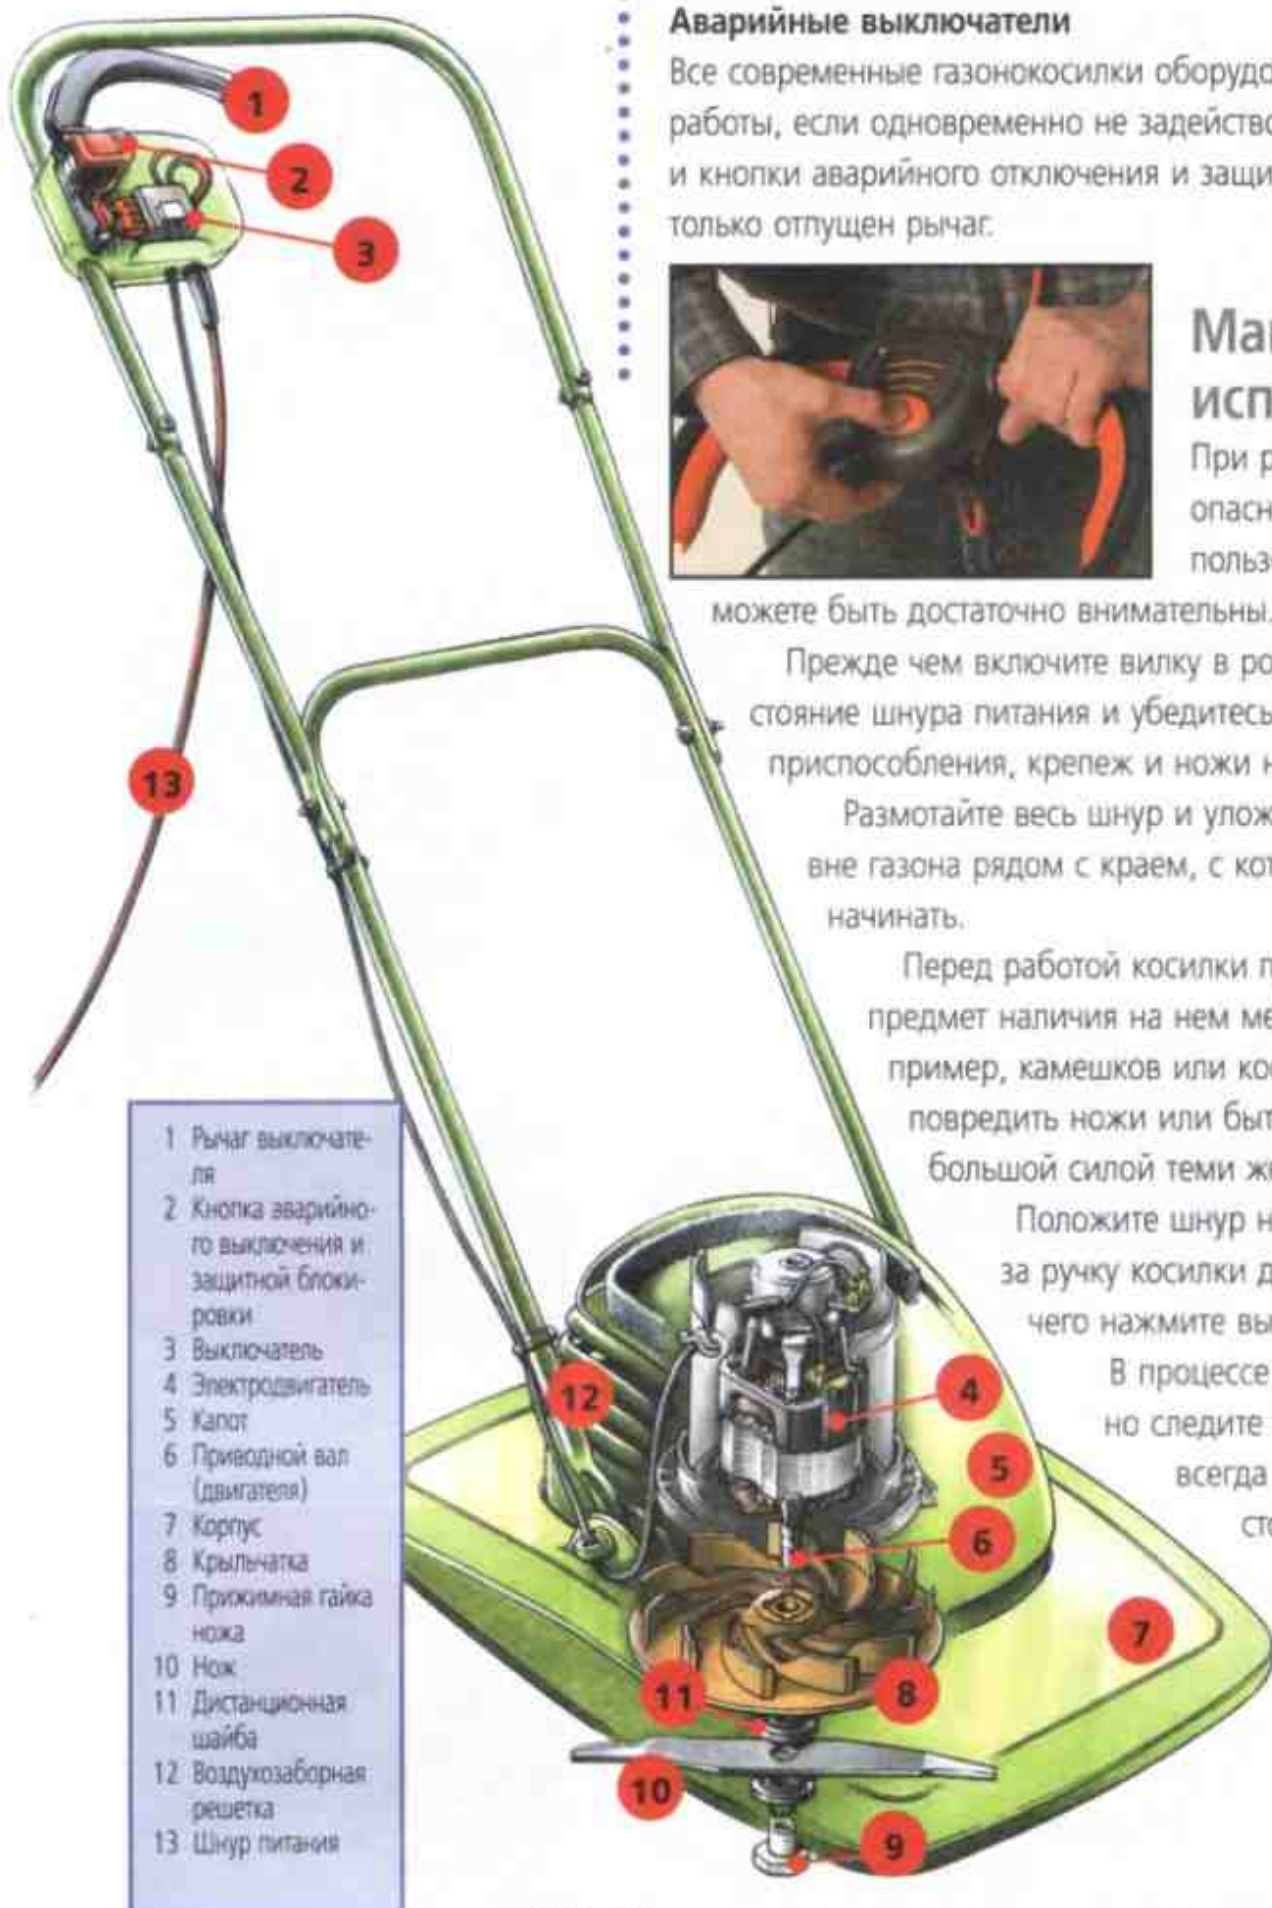 Аварийные выключатели
Все современные газонокосилки оборудо
работы, если одновременно не задейство
и кнопки аварийного отключения и защи
только отпущен рычаг.
Ма
исп
При р
опасн
польз
можете быть достаточно внимательны.
Прежде чем включите вилку в ро
стояние шнура питания и убедитесь
приспособления, крепеж и ножи н
Размотайте весь шнур и улож
вне газона рядом с краем, с кот
начинать.
Перед работой косилки п
предмет наличия на нем ме
пример, камешков или ко
повредить ножи или быт
большой силой теми ж
Положите шнур н
за ручку косилки д
чего нажмите вы
В процессе
но следите
всегда
сто
1
2
3
13
12
4
5
6
7
8
11
10
9
1 Рычаг выключате-
ля
2 Кнопка аварийно-
го выключения и
защитной блоки-
ровки
3 Выключатель
4 Электродвигатель
5 Капот
6 Приводной вал
(двигателя)
7 Корпус
8 Крыльчатка
9 Прижимная гайка
ножа
10 Нож
11 Дистанционная
шайба
12 Воздухозаборная
решетка
13 Шнур питания